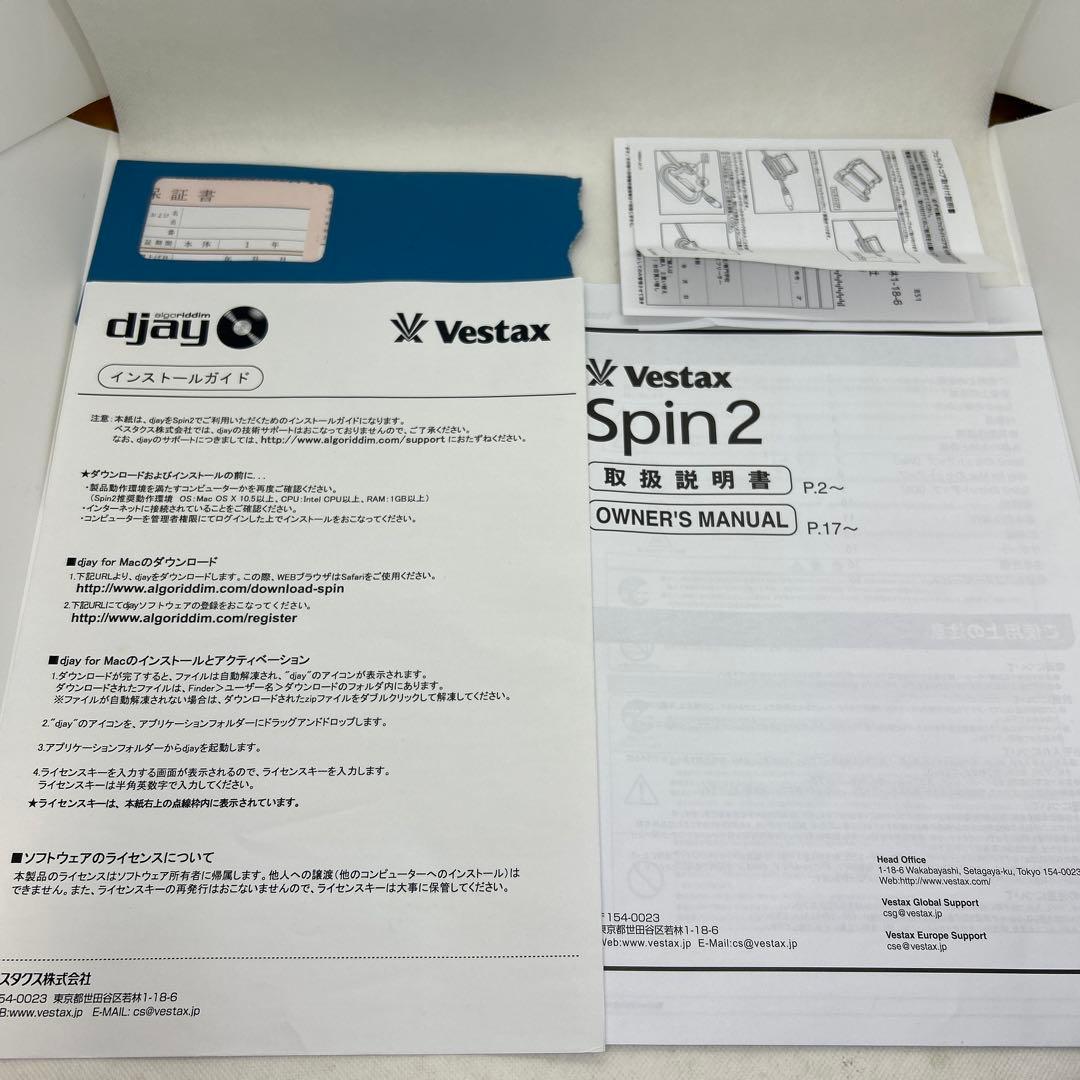 保証書
本体
1年
algoriddim
djay
Vestax
インストールガイド
注意：本紙は、djayをSpin2でご利用いただくためのインストールガイドになります。
ベスタクス株式会社では、djayの技術サポートはおこなっておりませんので、ご了承ください。
なお、djayのサポートにつきましては、http://www.algoriddim.com/support におたずねください。
★ダウンロードおよびインストールの前に...
・製品動作環境を満たすコンピューターかを再度ご確認ください。
（Spin2推奨動作環境 OS：Mac OS X 10.5以上、CPU：Intel CPU以上、RAM：1GB以上）
・インターネットに接続されていることをご確認ください。
・コンピューターを管理者権限にてログインした上でインストールをおこなってください。
■djay for Macのダウンロード
1.下記URLより、djayをダウンロードします。この際、WEBブラウザはSafariをご使用ください。
http://www.algoriddim.com/download-spin
2.下記URLにてdjayソフトウェアの登録をおこなってください。
http://www.algoriddim.com/register
■djay for Macのインストールとアクティベーション
1.ダウンロードが完了すると、ファイルは自動解凍され、"djay"のアイコンが表示されます。
ダウンロードされたファイルは、Finder＞ユーザー名＞ダウンロードのフォルダ内にあります。
※ファイルが自動解凍されない場合は、ダウンロードされたzipファイルをダブルクリックして解凍してください。
2."djay"のアイコンを、アプリケーションフォルダーにドラッグアンドドロップします。
3.アプリケーションフォルダーからdjayを起動します。
4.ライセンスキーを入力する画面が表示されるので、ライセンスキーを入力します。
ライセンスキーは半角英数字で入力してください。
★ライセンスキーは、本紙右上の点線枠内に表示されています。
■ソフトウェアのライセンスについて
本製品のライセンスはソフトウェア所有者に帰属します。他人への譲渡（他のコンピューターへのインストール）は
できません。また、ライセンスキーの再発行はおこないませんので、ライセンスキーは大事に保管してください。
スタクス株式会社
54-0023 東京都世田谷区若林1-18-6
B:www.vestax.jp E-MAIL: cs@vestax.jp
フェライトコア取付け説明書
Vestax
Spin2
取扱説明書 P.2～
OWNER'S MANUAL P.17～
Head Office
1-18-6 Wakabayashi, Setagaya-ku, Tokyo 154-0023
Web:http://www.vestax.com/
Vestax Global Support
csg@vestax.jp
Vestax Europe Support
cse@vestax.jp
〒154-0023
東京都世田谷区若林1-18-6
Web:www.vestax.jp E-Mail:cs@vestax.jp